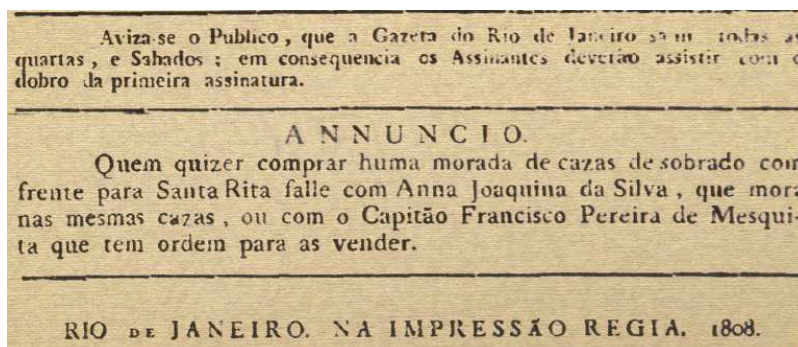 Aviza-se o Publico, que a Gazeta do Rio de Janeiro todas
quartas, e Sabados; em consequencia os Assinantes deverão assistir com o
dobro da primeira assinatura.
ANNUNCIO.
Quem quizer comprar huma morada de cazas de sobrado com
frente para Santa Rita falle com Anna Joaquina da Silva, que mora
nas mesmas cazas, ou com o Capitão Francisco Pereira de Mesqui-
ta que tem ordem para as vender.
RIO DE JANEIRO. NA IMPRESSÃO REGIA. 1808.